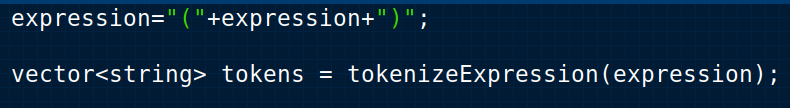 expression="("+expression+")";
vector<string> tokens = tokenizeExpression(expression);